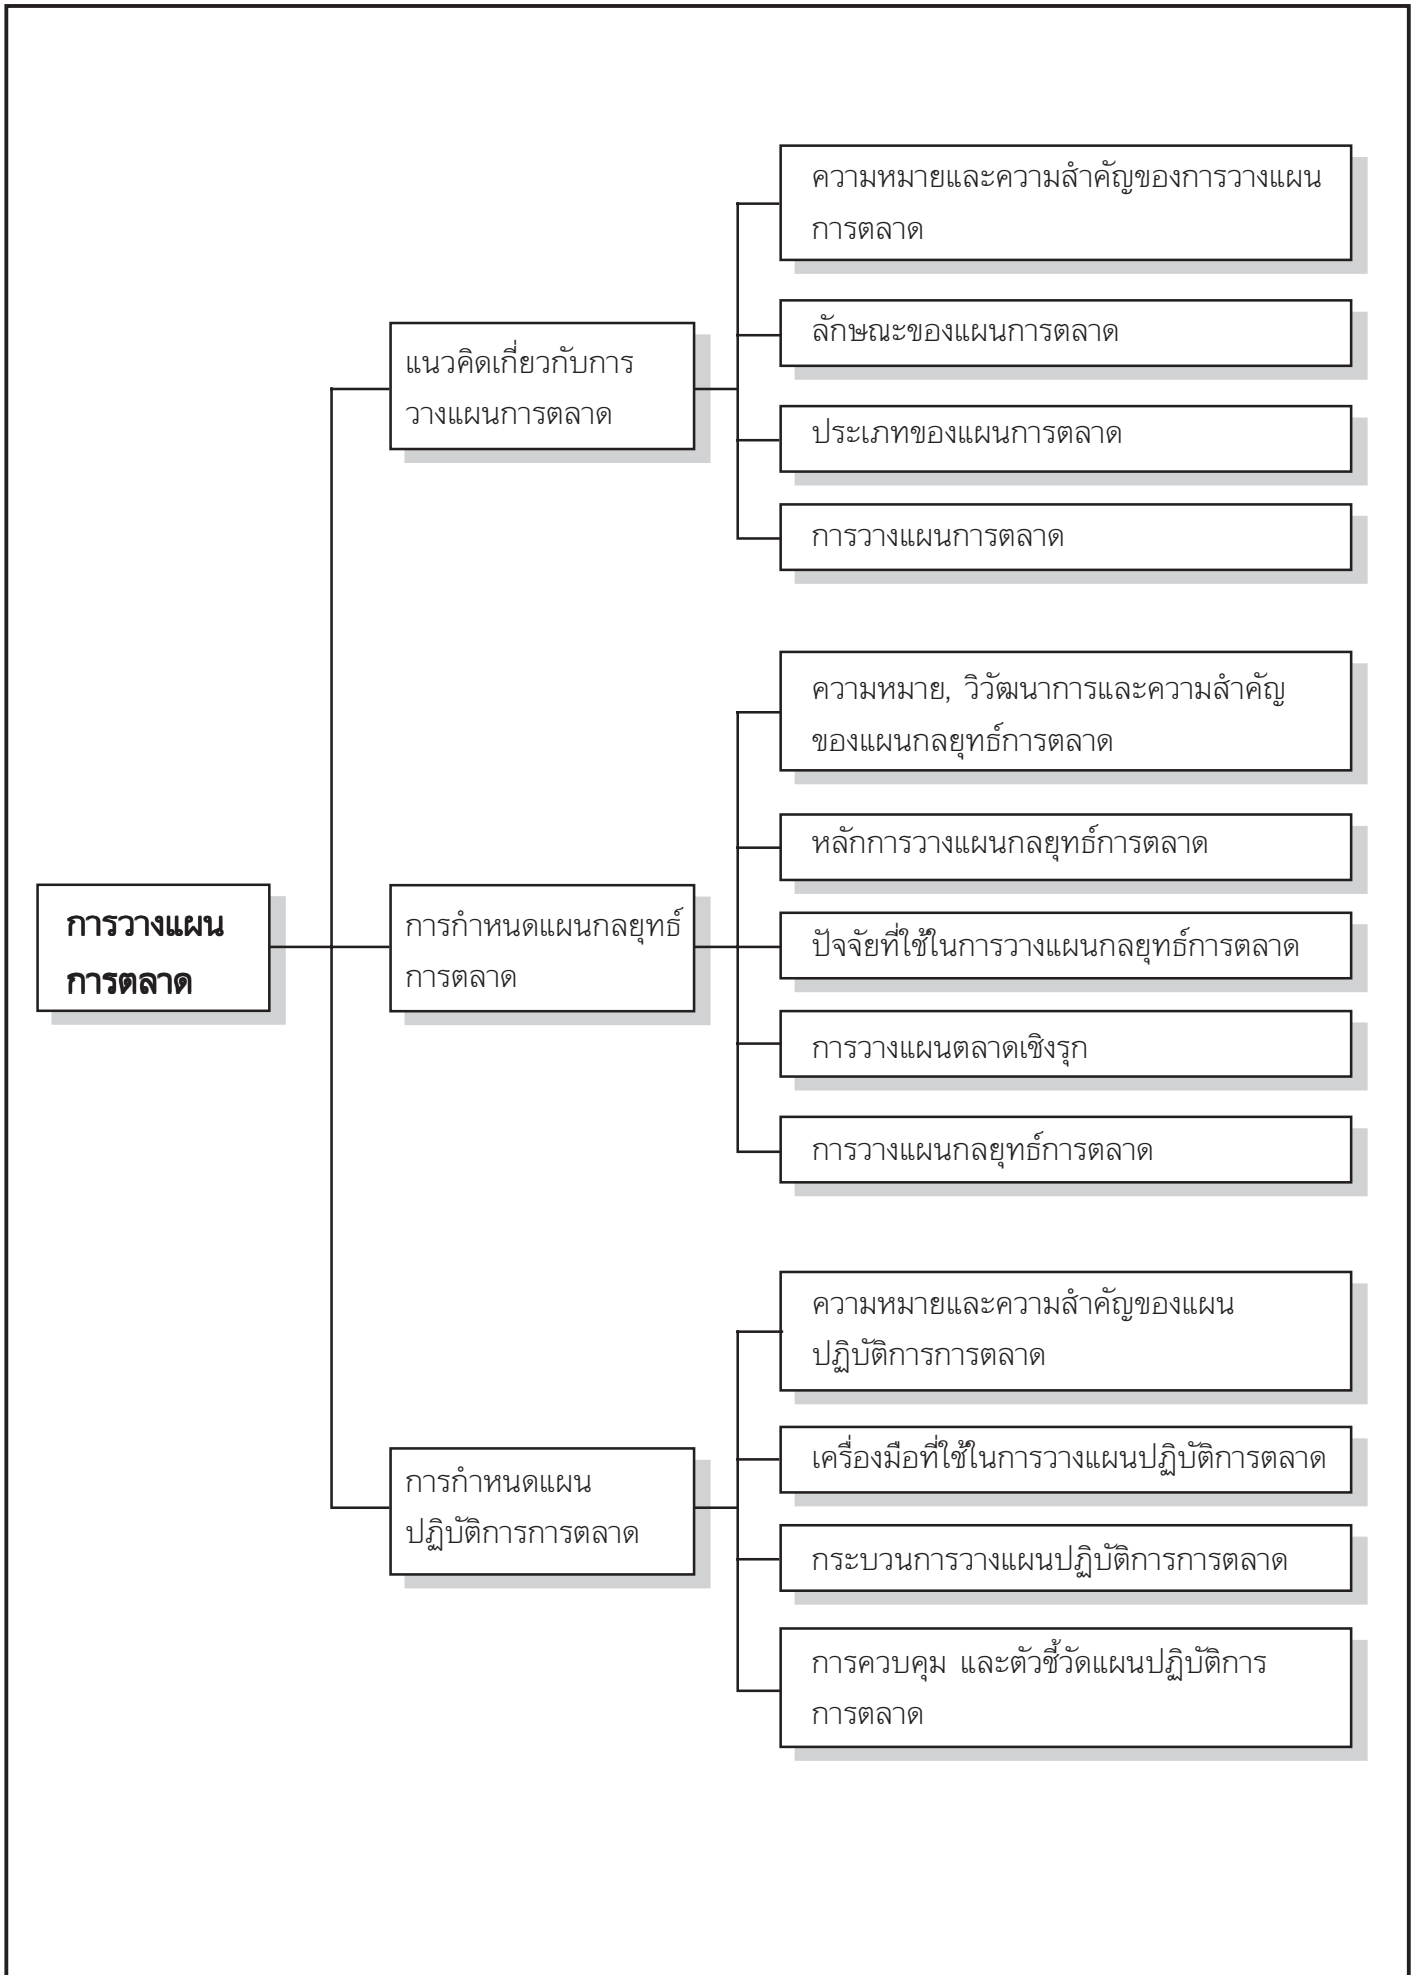 การวางแผน
การตลาด
แนวคิดเกี่ยวกับการ
วางแผนการตลาด
ความหมายและความสำคัญของการวางแผน
การตลาด
ลักษณะของแผนการตลาด
ประเภทของแผนการตลาด
การวางแผนการตลาด
การกำหนดแผนกลยุทธ์
การตลาด
ความหมาย, วิวัฒนาการและความสำคัญ
ของแผนกลยุทธ์การตลาด
หลักการวางแผนกลยุทธ์การตลาด
ปัจจัยที่ใช้ในการวางแผนกลยุทธ์การตลาด
การวางแผนตลาดเชิงรุก
การวางแผนกลยุทธ์การตลาด
การกำหนดแผน
ปฏิบัติการการตลาด
ความหมายและความสำคัญของแผน
ปฏิบัติการการตลาด
เครื่องมือที่ใช้ในการวางแผนปฏิบัติการตลาด
กระบวนการวางแผนปฏิบัติการการตลาด
การควบคุม และตัวชี้วัดแผนปฏิบัติการ
การตลาด